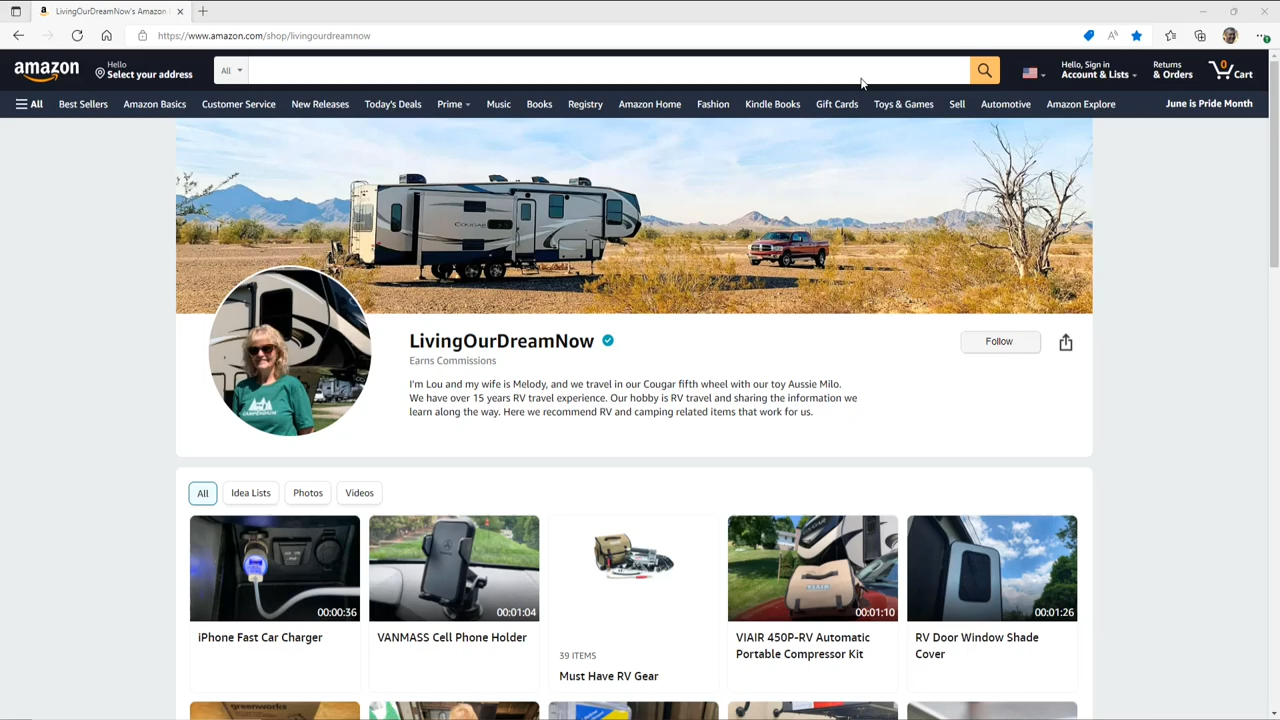 LivingOurDreamNow's Amazon
https://www.amazon.com/shop/livingourdreamnow
amazon
Hello
Select your address
All
Hello, Sign in
Account & Lists
Returns
& Orders
0
Cart
All
Best Sellers
Amazon Basics
Customer Service
New Releases
Today's Deals
Prime
Music
Books
Registry
Amazon Home
Fashion
Kindle Books
Gift Cards
Toys & Games
Sell
Automotive
Amazon Explore
June is Pride Month
COUGAR
CAMPENDIUM
LivingOurDreamNow
Earns Commissions
Follow
I'm Lou and my wife is Melody, and we travel in our Cougar fifth wheel with our toy Aussie Milo.
We have over 15 years RV travel experience. Our hobby is RV travel and sharing the information we
learn along the way. Here we recommend RV and camping related items that work for us.
All
Idea Lists
Photos
Videos
00:00:36
iPhone Fast Car Charger
00:01:04
VANMASS Cell Phone Holder
39 ITEMS
Must Have RV Gear
COUGAR
VIAIR
00:01:10
VIAIR 450P-RV Automatic
Portable Compressor Kit
00:01:26
RV Door Window Shade
Cover
greenworks